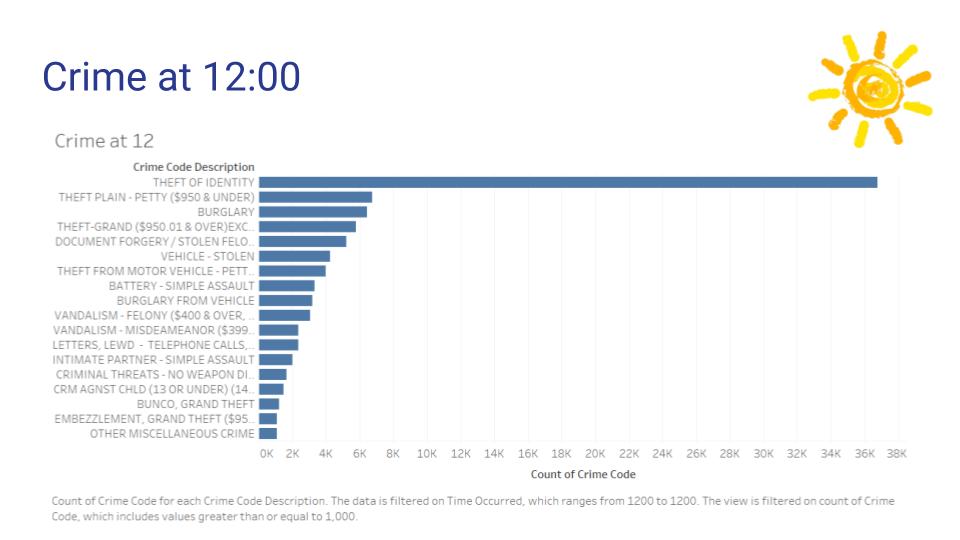 Crime at 12:00
Crime at 12
Crime Code Description
THEFT OF IDENTITY
THEFT PLAIN - PETTY ($950 & UNDER)
BURGLARY
THEFT-GRAND ($950.01 & OVER)EXC..
DOCUMENT FORGERY / STOLEN FELO..
VEHICLE - STOLEN
THEFT FROM MOTOR VEHICLE - PETT..
BATTERY - SIMPLE ASSAULT
BURGLARY FROM VEHICLE
VANDALISM - FELONY ($400 & OVER, ..
VANDALISM - MISDEAMEANOR ($399..
LETTERS, LEWD  -  TELEPHONE CALLS,..
INTIMATE PARTNER - SIMPLE ASSAULT
CRIMINAL THREATS - NO WEAPON DI..
CRM AGNST CHLD (13 OR UNDER) (14..
BUNCO, GRAND THEFT
EMBEZZLEMENT, GRAND THEFT ($95..
OTHER MISCELLANEOUS CRIME
0K 2K 4K 6K 8K 10K 12K 14K 16K 18K 20K 22K 24K 26K 28K 30K 32K 34K 36K 38K
Count of Crime Code
Count of Crime Code for each Crime Code Description. The data is filtered on Time Occurred, which ranges from 1200 to 1200. The view is filtered on count of Crime
Code, which includes values greater than or equal to 1,000.